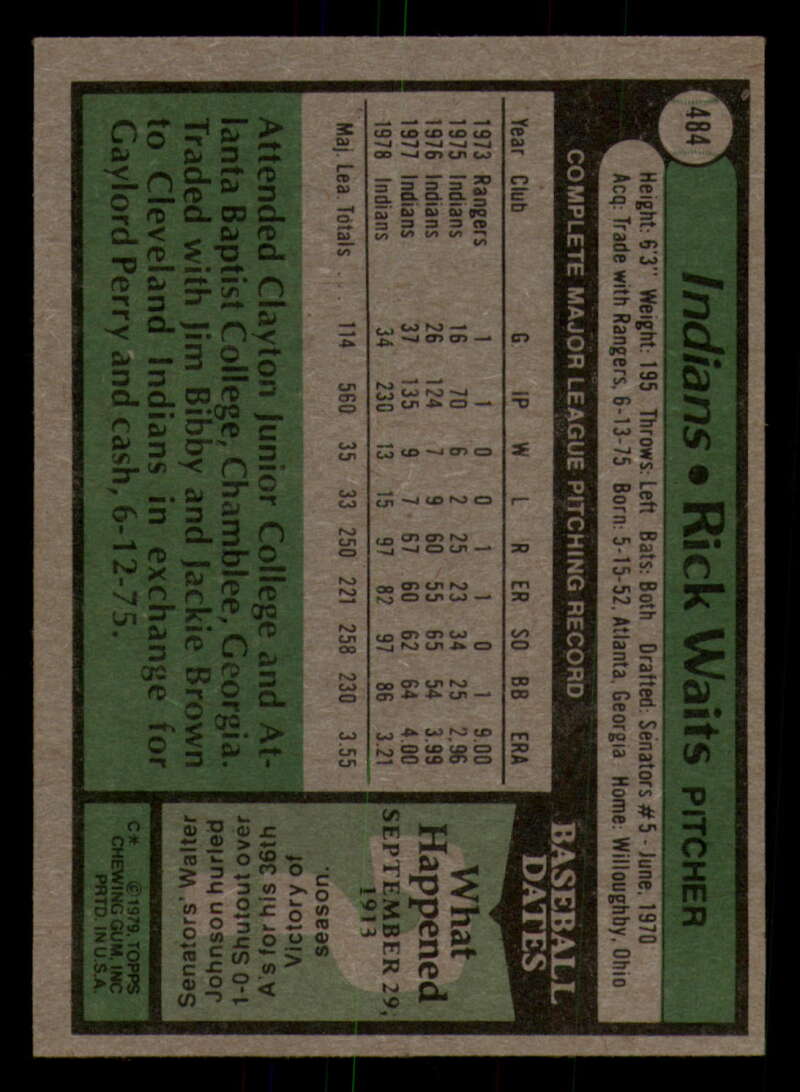 484
Indians • Rick Waits PITCHER
Height: 6'3" Weight: 195 Throws: Left Bats: Both Drafted: Senators #5 - June, 1970
Acq: Trade with Rangers, 6-13-75 Born: 5-15-52, Atlanta, Georgia Home: Willoughby, Ohio
COMPLETE MAJOR LEAGUE PITCHING RECORD
Year Club G IP W L R ER SO BB ERA
1973 Rangers 1 1 0 0 1 1 0 1 9.00
1975 Indians 16 70 6 2 25 23 34 25 2.96
1976 Indians 26 124 7 9 60 55 65 54 3.99
1977 Indians 37 135 9 7 67 60 62 64 4.00
1978 Indians 34 230 13 15 97 82 97 86 3.21
Maj. Lea. Totals . . . 114 560 35 33 250 221 258 230 3.55
Attended Clayton Junior College and At-
lanta Baptist College, Chamblee, Georgia.
Traded with Jim Bibby and Jackie Brown
to Cleveland Indians in exchange for
Gaylord Perry and cash, 6-12-75.
BASEBALL
DATES
What
Happened
SEPTEMBER 29,
1913
Senators' Walter
Johnson hurled
1-0 Shutout over
A's for his 36th
Victory of
season.
C* ©1979, TOPPS
CHEWING GUM, INC
PRTD. IN U.S.A.